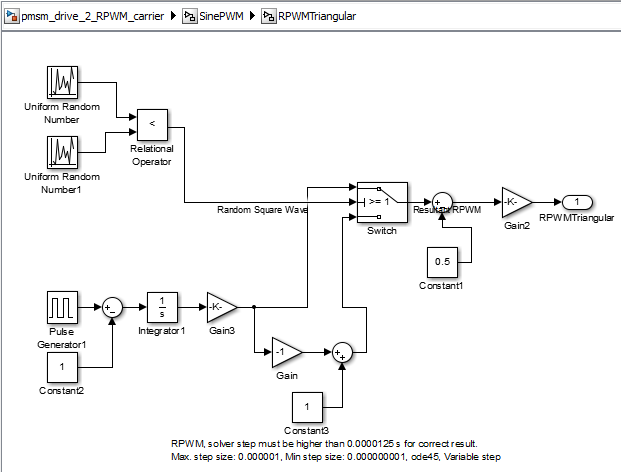 pmsm_drive_2_RPWM_carrier SinePWM RPWMTriangular
Uniform Random
Number
Uniform Random
Number1
<
Relational
Operator
Random Square Wave
>= 1
Switch
Resultant RPWM
-K-
Gain2
1
RPWMTriangular
0.5
Constant1
Pulse
Generator1
1
Constant2
1
s
Integrator1
-K-
Gain3
-1
Gain
1
Constant3
RPWM, solver step must be higher than 0.0000125 s for correct result.
Max. step size: 0.000001, Min step size: 0.000000001, ode45, Variable step